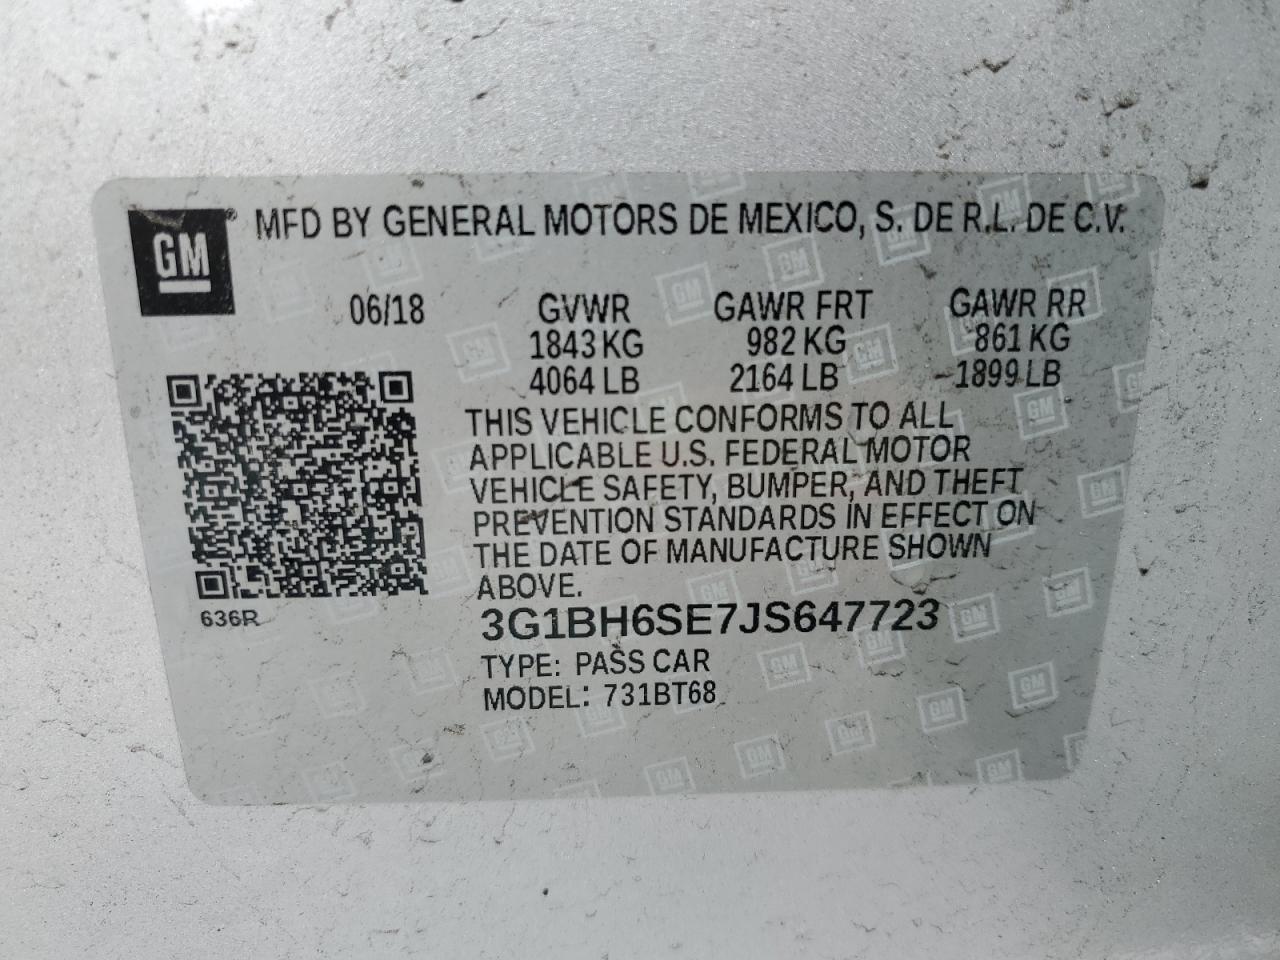 GM
MFD BY GENERAL MOTORS DE MEXICO, S. DE R.L. DE C.V.
06/18 GVWR GAWR FRT GAWR RR
1843 KG 982 KG 861 KG
4064 LB 2164 LB 1899 LB
THIS VEHICLE CONFORMS TO ALL
APPLICABLE U.S. FEDERAL MOTOR
VEHICLE SAFETY, BUMPER, AND THEFT
PREVENTION STANDARDS IN EFFECT ON
THE DATE OF MANUFACTURE SHOWN
ABOVE.
636R
3G1BH6SE7JS647723
TYPE: PASS CAR
MODEL: 731BT68